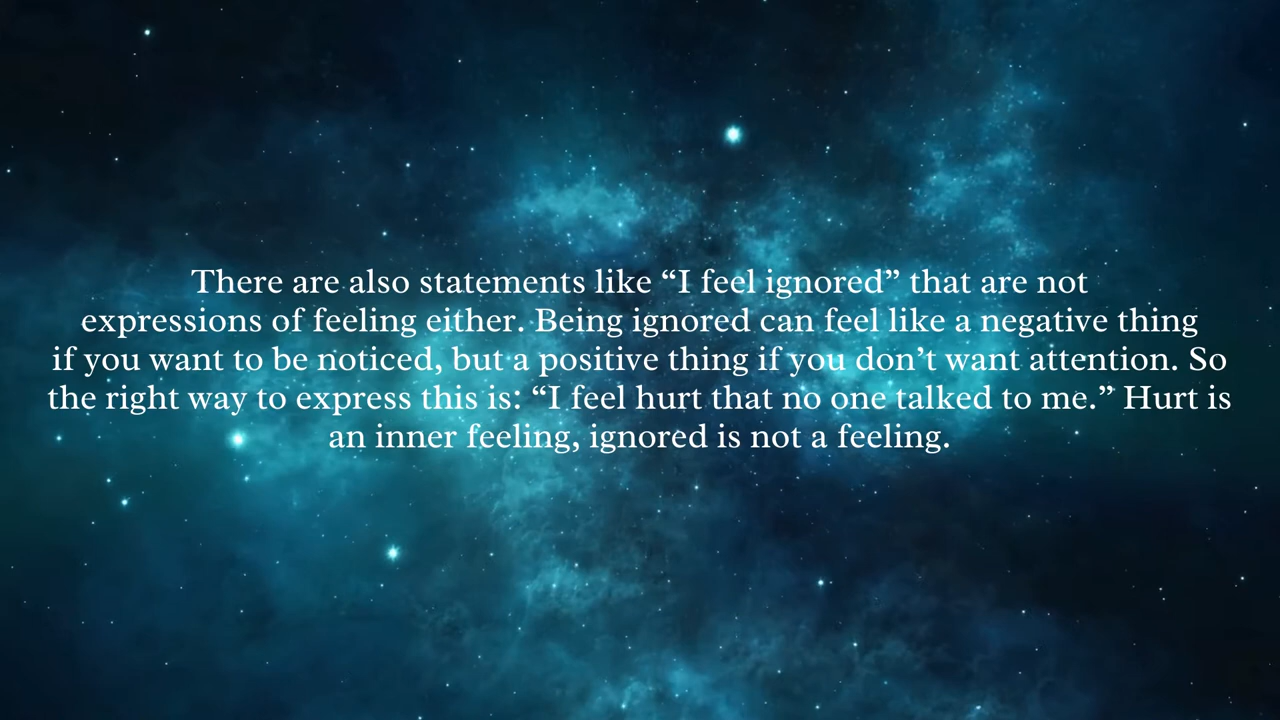 There are also statements like “I feel ignored” that are not
expressions of feeling either. Being ignored can feel like a negative thing
if you want to be noticed, but a positive thing if you don’t want attention. So
the right way to express this is: “I feel hurt that no one talked to me.” Hurt is
an inner feeling, ignored is not a feeling.